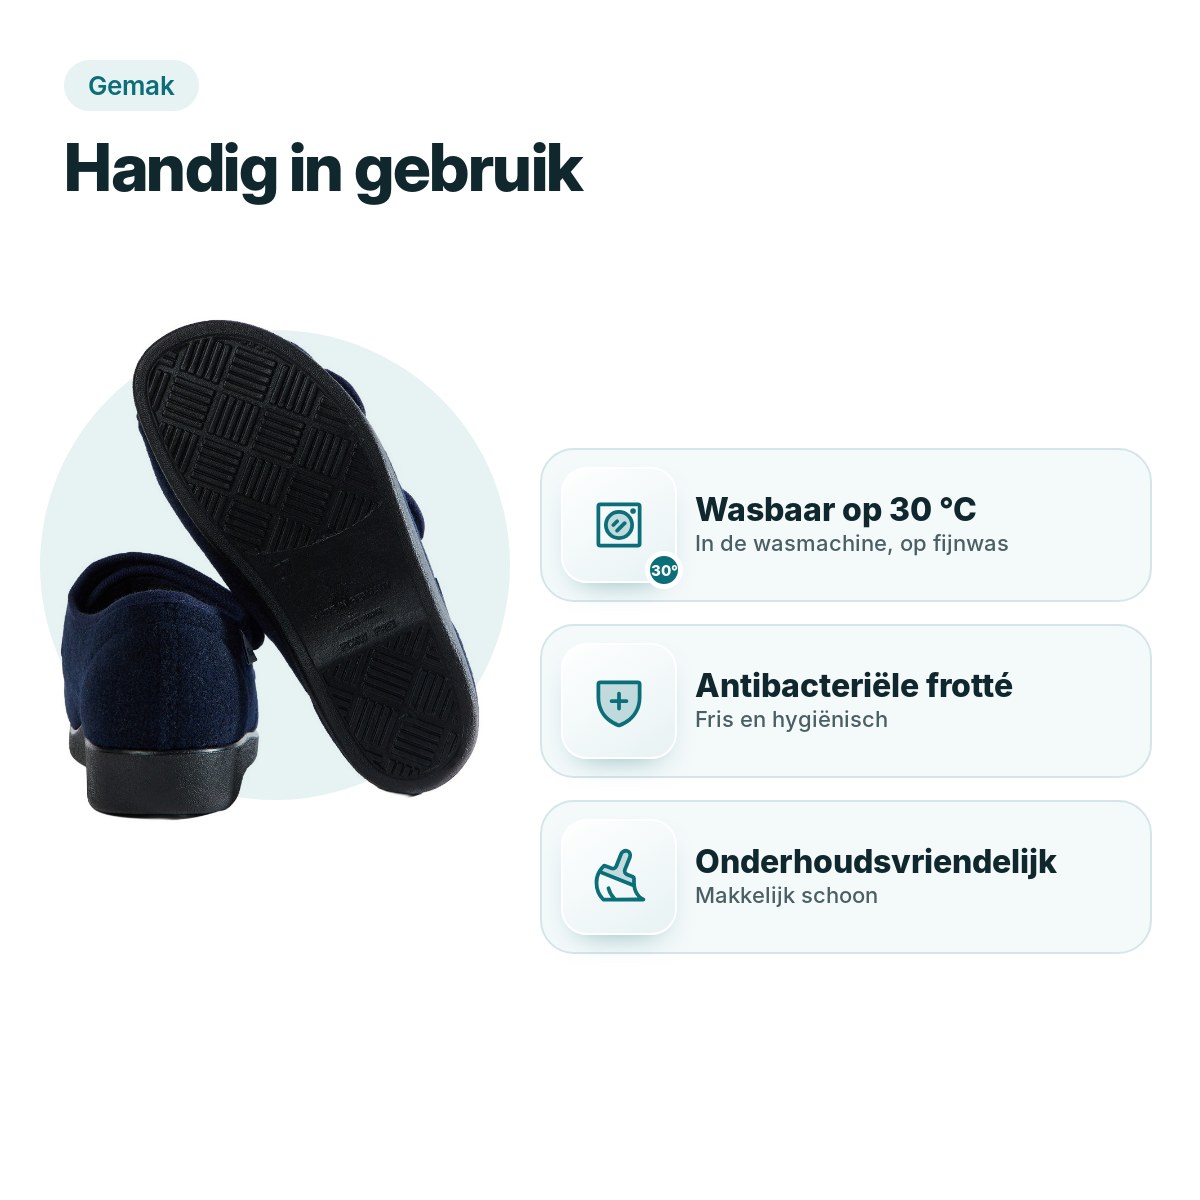 Gemak
Handig in gebruik
Wasbaar op 30 °C
In de wasmachine, op fijnwas
30°
Antibacteriële frotté
Fris en hygiënisch
Onderhoudsvriendelijk
Makkelijk schoon